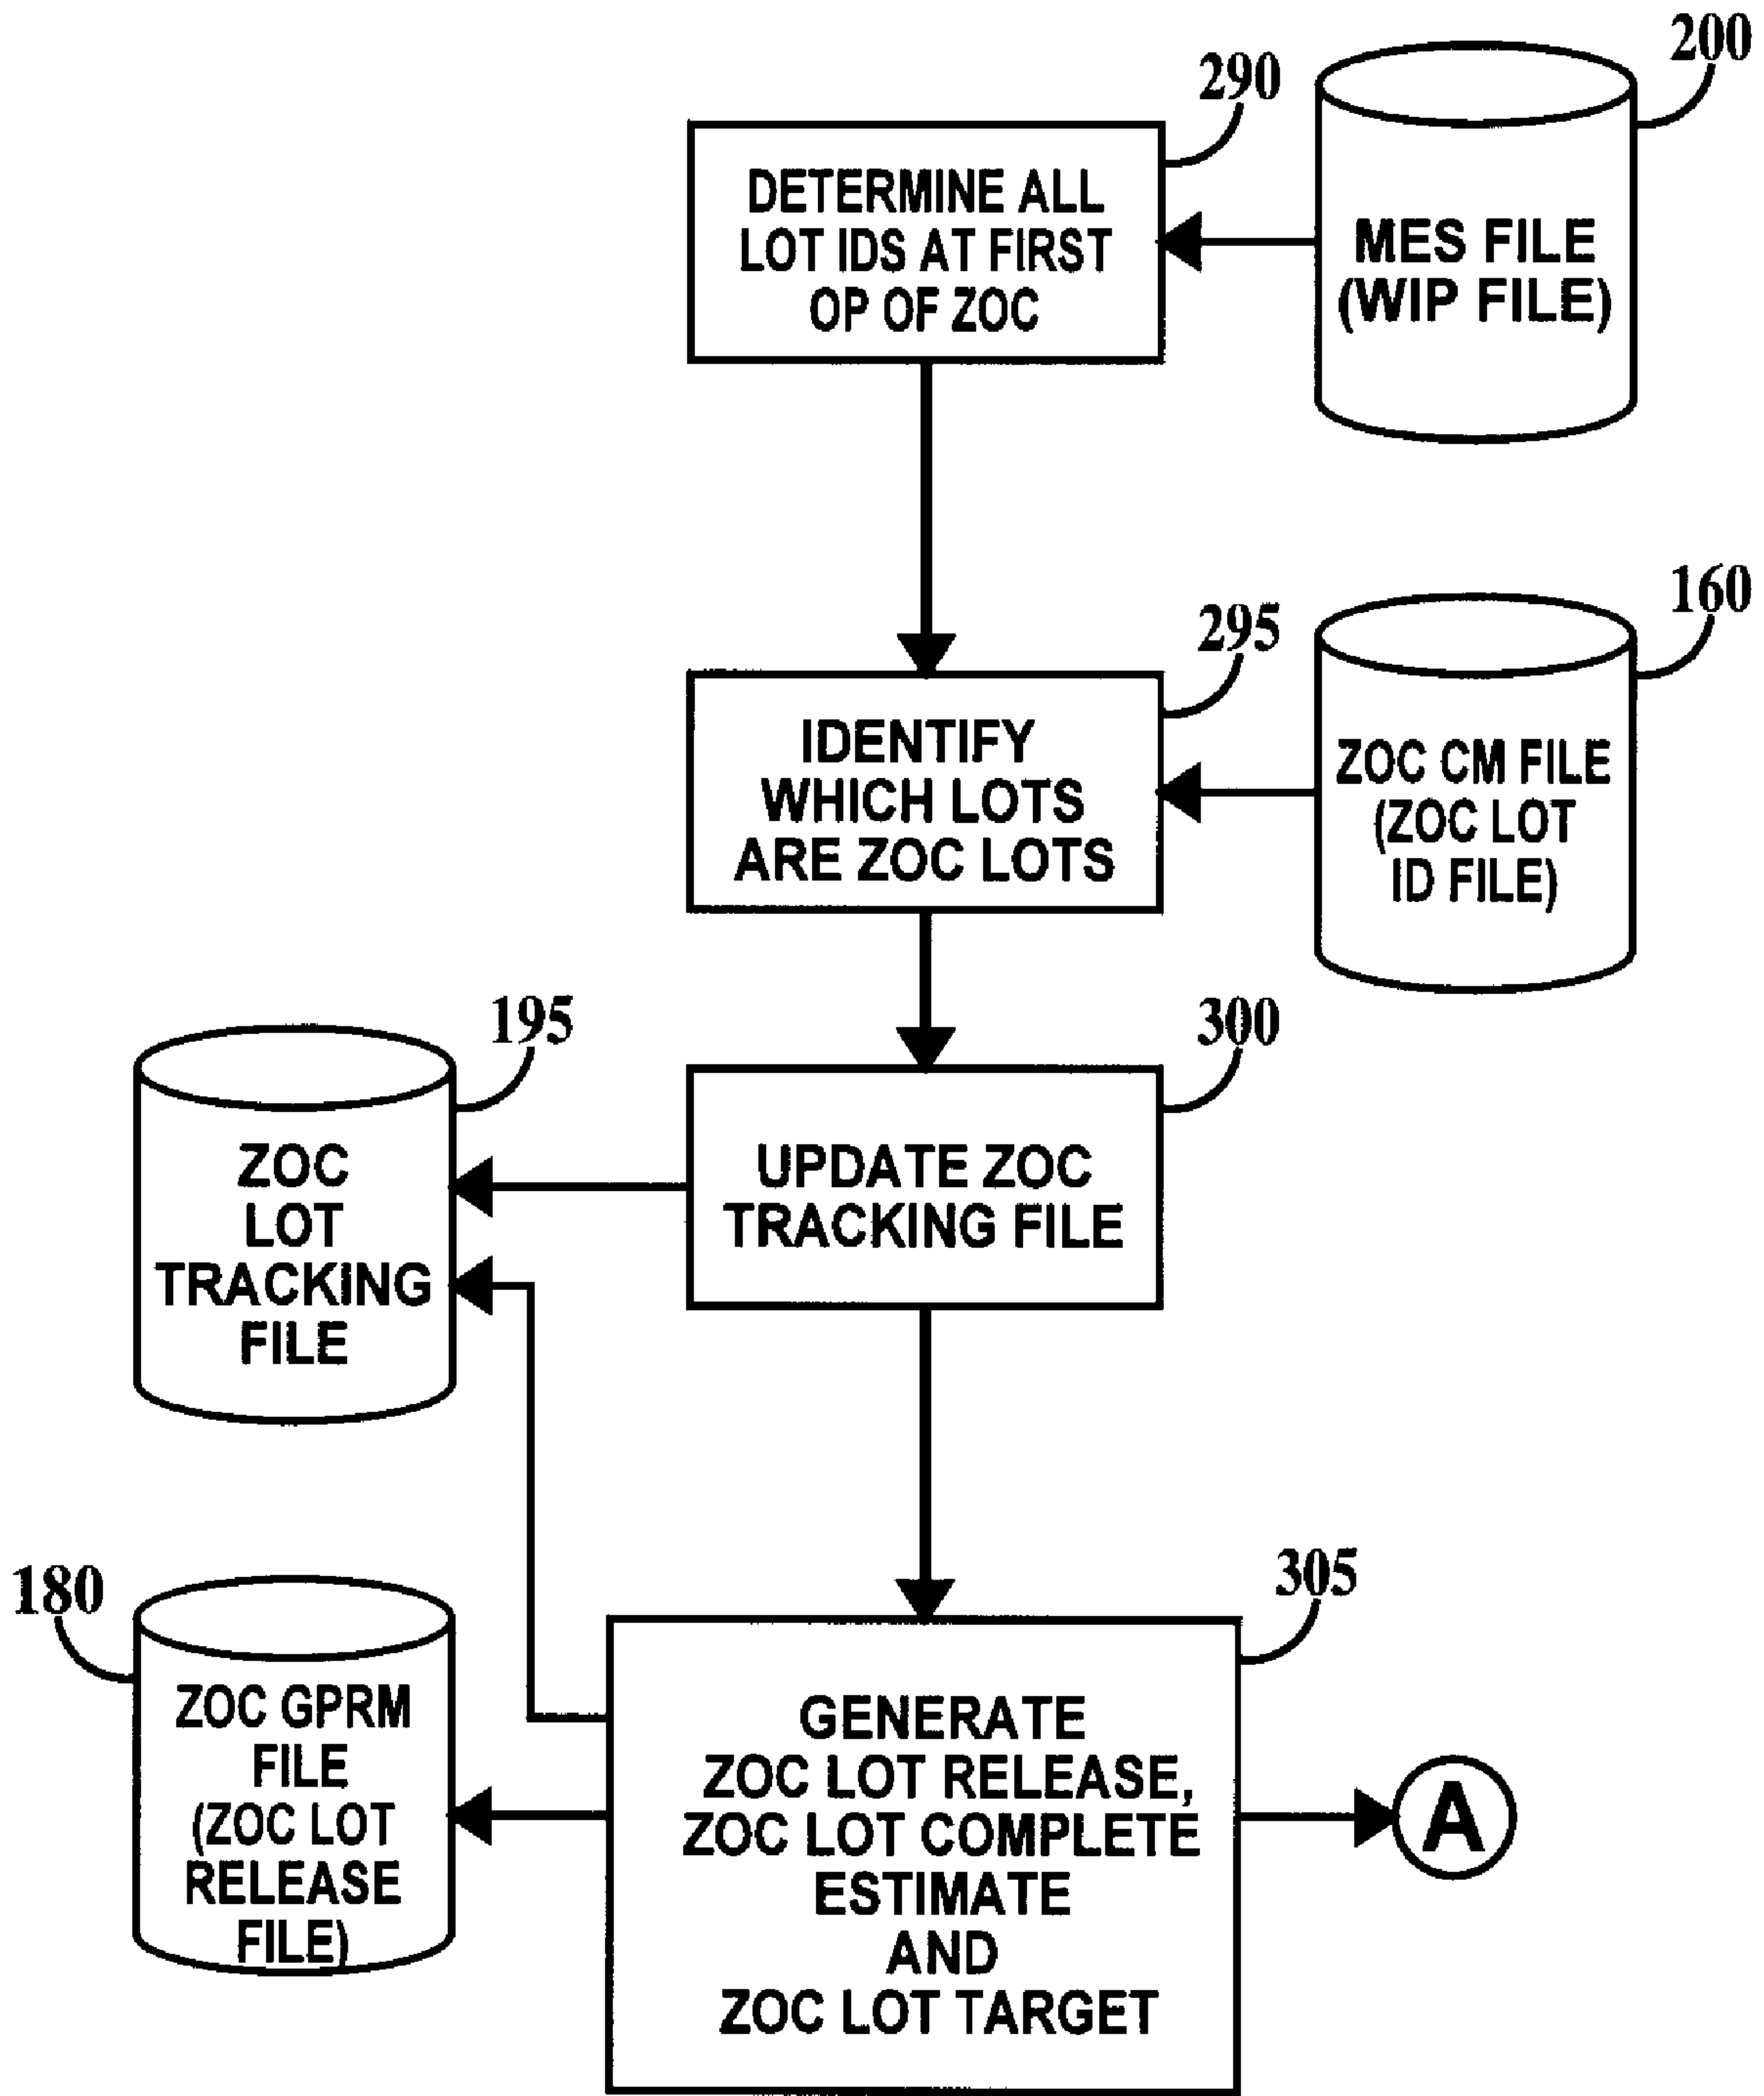 200
290
DETERMINE ALL
LOT IDS AT FIRST
OP OF ZOC
MES FILE
(WIP FILE)
160
295
IDENTIFY
WHICH LOTS
ARE ZOC LOTS
ZOC CM FILE
(ZOC LOT
ID FILE)
195
300
ZOC
LOT
TRACKING
FILE
UPDATE ZOC
TRACKING FILE
180
305
ZOC GPRM
FILE
(ZOC LOT
RELEASE
FILE)
GENERATE
ZOC LOT RELEASE,
ZOC LOT COMPLETE
ESTIMATE
AND
ZOC LOT TARGET
A